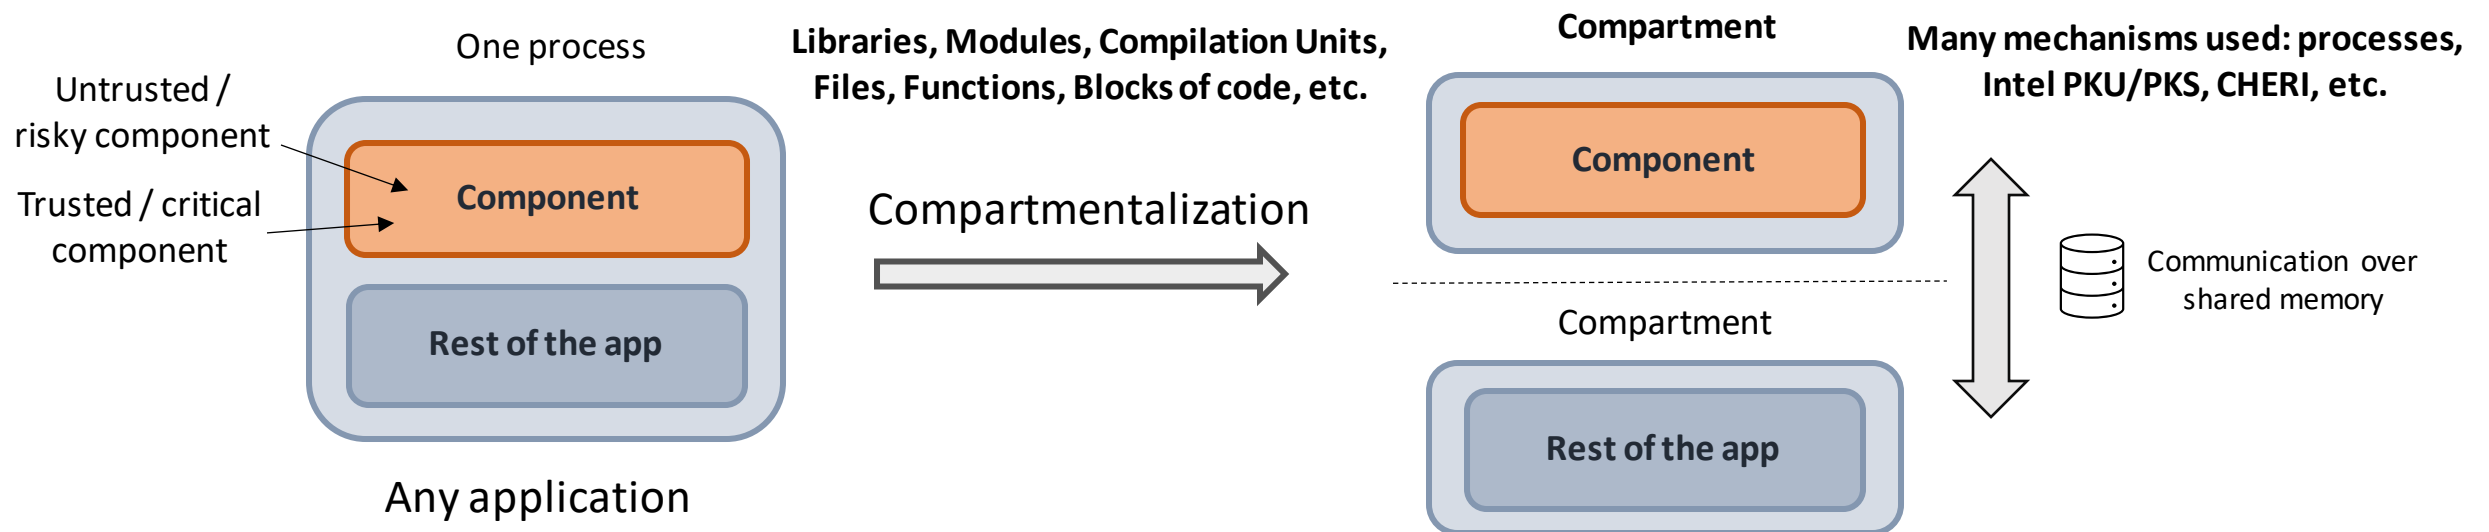 One process
Untrusted /
risky component
Trusted / critical
component
Component
Rest of the app
Any application
Libraries, Modules, Compilation Units,
Files, Functions, Blocks of code, etc.
Compartmentalization
Compartment
Component
Compartment
Rest of the app
Many mechanisms used: processes,
Intel PKU/PKS, CHERI, etc.
Communication over
shared memory